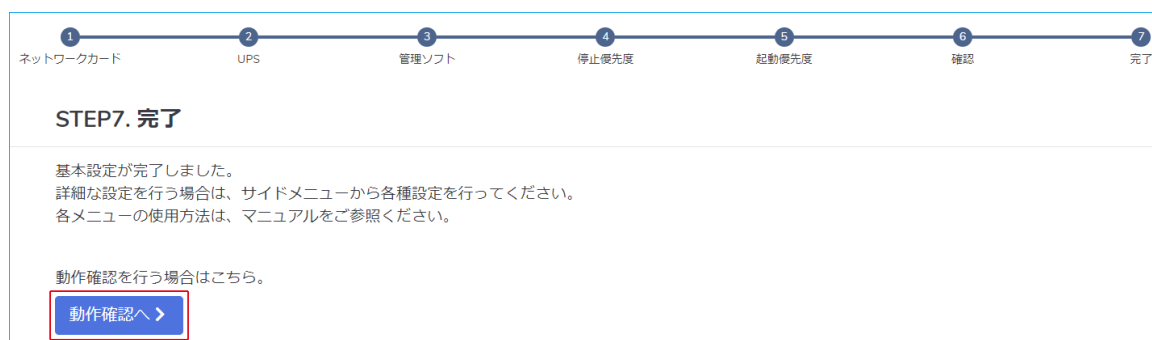 1 2 3 4 5 6 7
ネットワークカード UPS 管理ソフト 停止優先度 起動優先度 確認 完了
STEP7. 完了
基本設定が完了しました。
詳細な設定を行う場合は、サイドメニューから各種設定を行ってください。
各メニューの使用方法は、マニュアルをご参照ください。
動作確認を行う場合はこちら。
動作確認へ